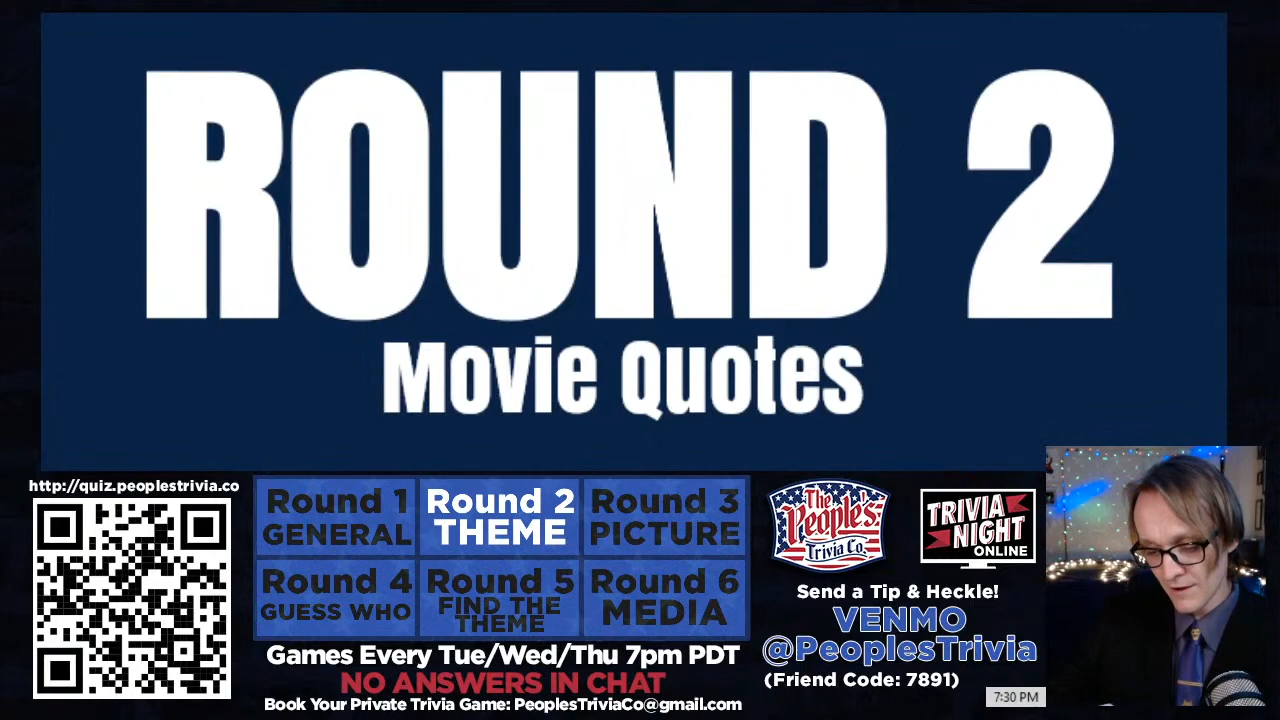 ROUND 2
Movie Quotes
http://quiz.peoplestrivia.co
Round 1
GENERAL
Round 2
THEME
Round 3
PICTURE
Round 4
GUESS WHO
Round 5
FIND THE
THEME
Round 6
MEDIA
Games Every Tue/Wed/Thu 7pm PDT
NO ANSWERS IN CHAT
Book Your Private Trivia Game: PeoplesTriviaCo@gmail.com
The
People's
Trivia Co.
TRIVIA
NIGHT
ONLINE
Send a Tip & Heckle!
VENMO
@PeoplesTrivia
(Friend Code: 7891)
7:30 PM